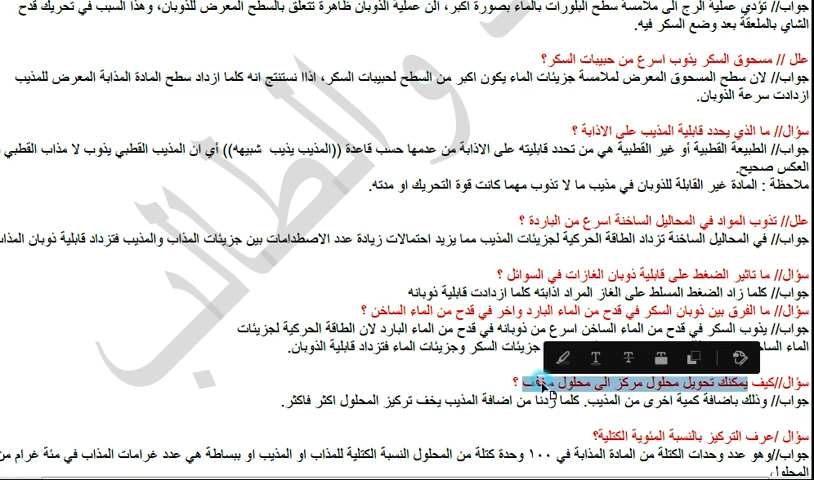 جواب// تؤدي عملية الرج الى ملامسة سطح البلورات بالماء بصورة اكبر، الن عملية الذوبان ظاهرة تتعلق بالسطح المعرض للذوبان، وهذا السبب في تحريك قدح
الشاي بالملعقة بعد وضع السكر فيه.
علل // مسحوق السكر يذوب اسرع من حبيبات السكر؟
جواب// لان سطح المسحوق المعرض لملامسة جزيئات الماء يكون اكبر من السطح لحبيبات السكر، اذاا نستنتج انه كلما ازداد سطح المادة المذابة المعرض للمذيب
ازدادت سرعة الذوبان.
سؤال// ما الذي يحدد قابلية المذيب على الاذابة ؟
جواب// الطبيعة القطبية أو غير القطبية هي من تحدد قابليته على الاذابة من عدمها حسب قاعدة ((المذيب يذيب شبيهه)) أي ان المذيب القطبي يذوب لا مذاب القطبي
العكس صحيح.
ملاحظة : المادة غير القابلة للذوبان في مذيب ما لا تذوب مهما كانت قوة التحريك او مدته.
علل// تذوب المواد في المحاليل الساخنة اسرع من الباردة ؟
جواب// في المحاليل الساخنة تزداد الطاقة الحركية لجزيئات المذيب مما يزيد احتمالات زيادة عدد الاصطدامات بين جزيئات المذاب والمذيب فتزداد قابلية ذوبان
سؤال// ما تاثير الضغط على قابلية ذوبان الغازات في السوائل ؟
جواب// كلما زاد الضغط المسلط على الغاز المراد اذابته كلما ازدادت قابلية ذوبانه
سؤال// ما الفرق بين ذوبان السكر في قدح من الماء البارد واخر في قدح من الماء الساخن ؟
جواب// يذوب السكر في قدح من الماء الساخن اسرع من ذوبانه في قدح من الماء البارد لان الطاقة الحركية لجزيئات
الماء جزيئات السكر وجزيئات الماء فتزداد قابلية الذوبان.
سؤال//كيف يمكنك تحويل محلول مركز الى محلول مخفف ؟
جواب// وذلك باضافة كمية اخرى من المذيب. كلما زدنا من اضافة المذيب يخف تركيز المحلول اكثر فاكثر.
سؤال /عرف التركيز بالنسبة المئوية الكتلية؟
جواب//وهو عدد وحدات الكتلة من المادة المذابة في ١٠٠ وحدة كتلة من المحلول النسبة الكتلية للمذاب او المذيب او ببساطة هي عدد غرامات المذاب في مئة غرام من
المحلول
و الطالب